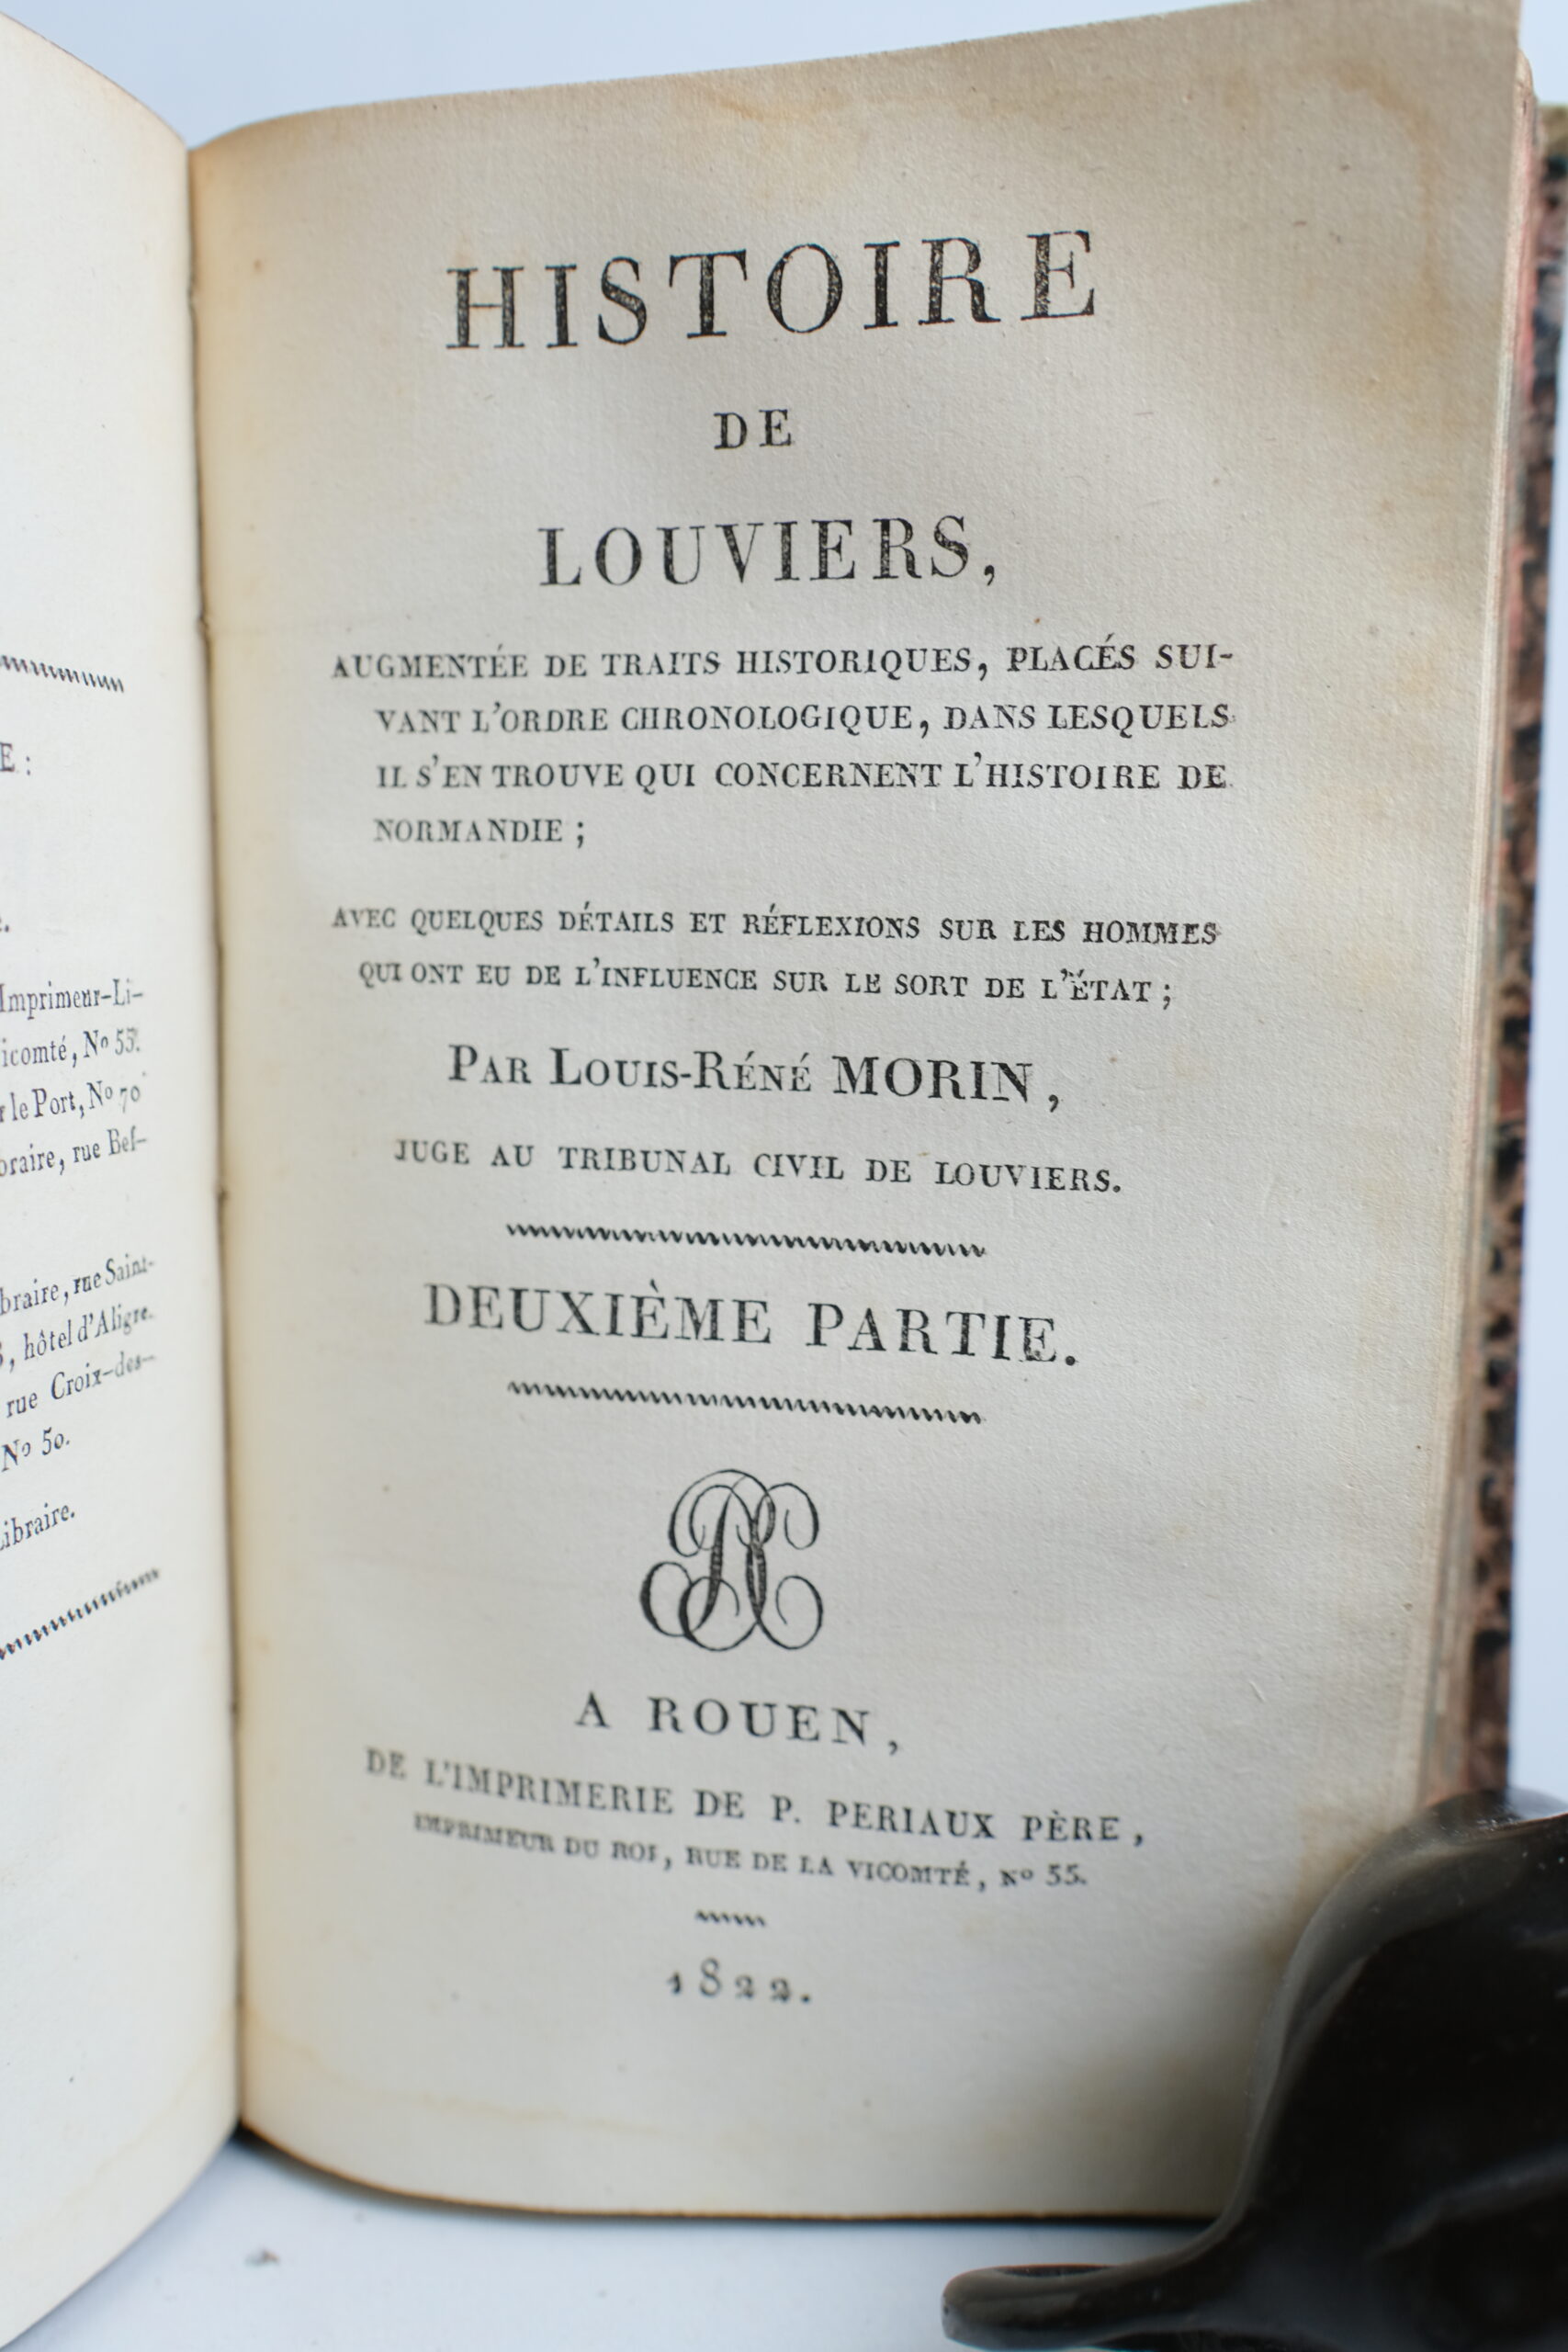 E :
Imprimeur-Li-
icomté, No 55.
r le Port, No 70
braire, rue Bef-
braire, rue Saint-
, hôtel d'Aligre.
rue Croix-des-
No 50.
Libraire.
HISTOIRE
DE
LOUVIERS,
AUGMENTÉE DE TRAITS HISTORIQUES, PLACÉS SUI-
VANT L'ORDRE CHRONOLOGIQUE, DANS LESQUELS
IL S'EN TROUVE QUI CONCERNENT L'HISTOIRE DE
NORMANDIE ;
AVEC QUELQUES DÉTAILS ET RÉFLEXIONS SUR LES HOMMES
QUI ONT EU DE L'INFLUENCE SUR LE SORT DE L'ÉTAT ;
PAR LOUIS-RÉNÉ MORIN,
JUGE AU TRIBUNAL CIVIL DE LOUVIERS.
DEUXIÈME PARTIE.
A ROUEN,
DE L'IMPRIMERIE DE P. PERIAUX PÈRE,
IMPRIMEUR DU ROI, RUE DE LA VICOMTÉ, No 55.
1822.